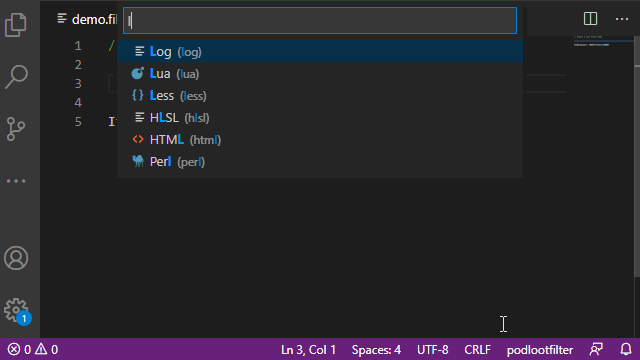 demo.fil
l
1 /
Log (log)
2
Lua (lua)
3
Less (less)
4
HLSL (hlsl)
5 I
HTML (html)
Perl (perl)
1
0 0 Ln 3, Col 1 Spaces: 4 UTF-8 CRLF podlootfilter